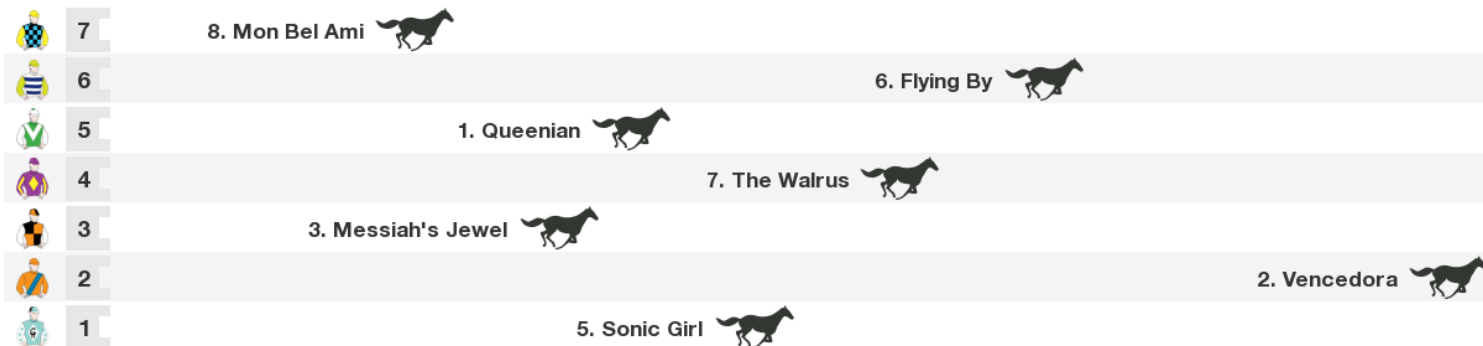 7 8. Mon Bel Ami
6 6. Flying By
5 1. Queenian
4 7. The Walrus
3 3. Messiah's Jewel
2 2. Vencedora
1 5. Sonic Girl